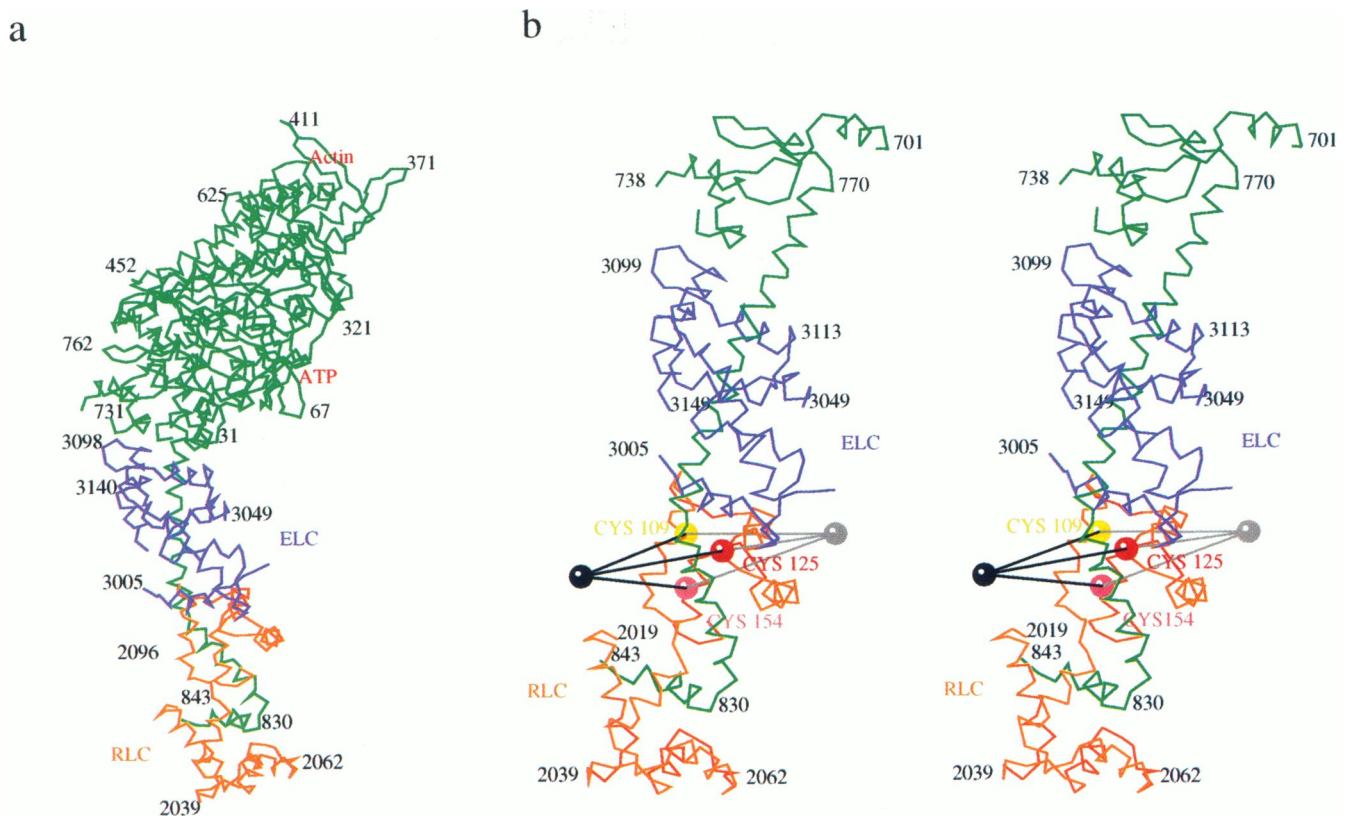 a
b
411
Actin
371
625
452
321
762
ATP
731
67
31
3098
3140
3049
ELC
3005
2096
843
830
RLC
2062
2039
701
738
770
3099
3113
3149
3049
3005
ELC
CYS 109
CYS 125
CYS 154
2019
843
RLC
830
2039
2062
701
738
770
3099
3113
3149
3049
3005
ELC
CYS 109
CYS 125
CYS154
2019
843
RLC
830
2039
2062